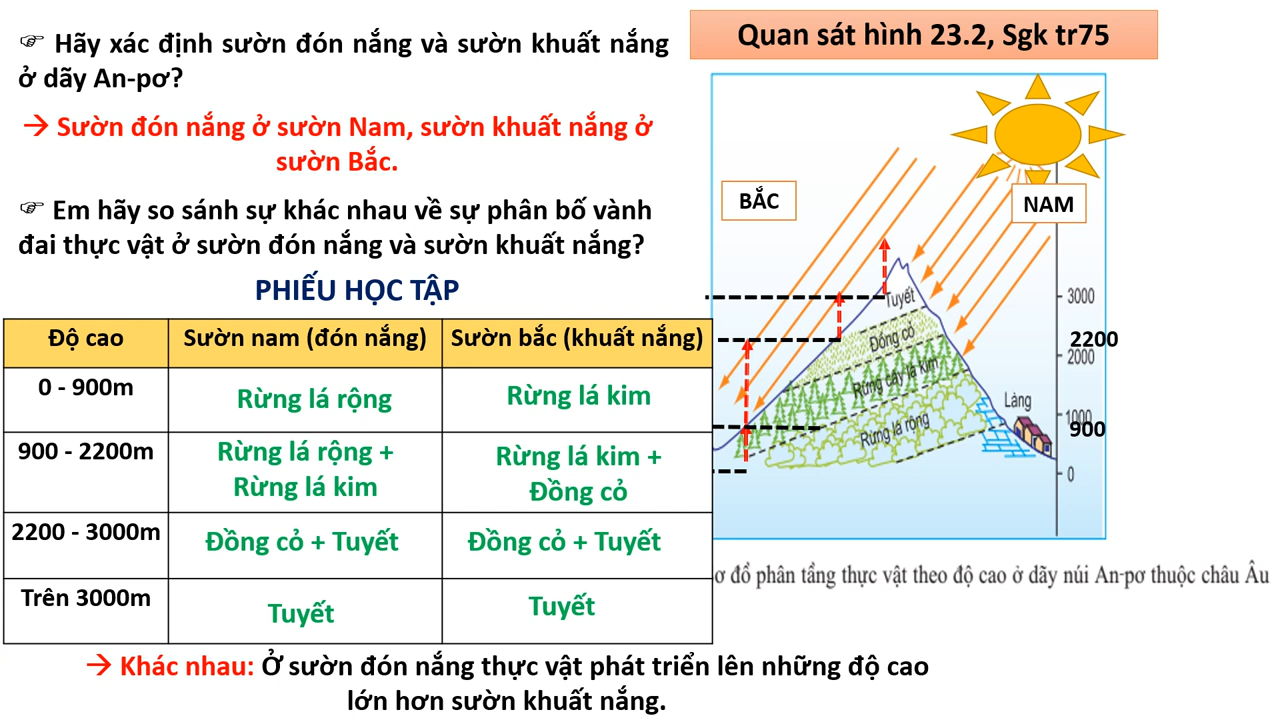 ☞ Hãy xác định sườn đón nắng và sườn khuất nắng
ở dãy An-pơ?
→ Sườn đón nắng ở sườn Nam, sườn khuất nắng ở
sườn Bắc.
☞ Em hãy so sánh sự khác nhau về sự phân bố vành
đai thực vật ở sườn đón nắng và sườn khuất nắng?
PHIẾU HỌC TẬP
Độ cao Sườn nam (đón nắng) Sườn bắc (khuất nắng)
0 - 900m Rừng lá rộng Rừng lá kim
900 - 2200m Rừng lá rộng + Rừng lá kim +
Rừng lá kim Đồng cỏ
2200 - 3000m Đồng cỏ + Tuyết Đồng cỏ + Tuyết
Trên 3000m Tuyết Tuyết
→ Khác nhau: Ở sườn đón nắng thực vật phát triển lên những độ cao
lớn hơn sườn khuất nắng.
Quan sát hình 23.2, Sgk tr75
BẮC
NAM
Tuyết
Đồng cỏ
Rừng cây lá kim
Rừng lá rộng
Làng
3000
2200
2000
1000
900
0
ơ đồ phân tầng thực vật theo độ cao ở dãy núi An-pơ thuộc châu Âu